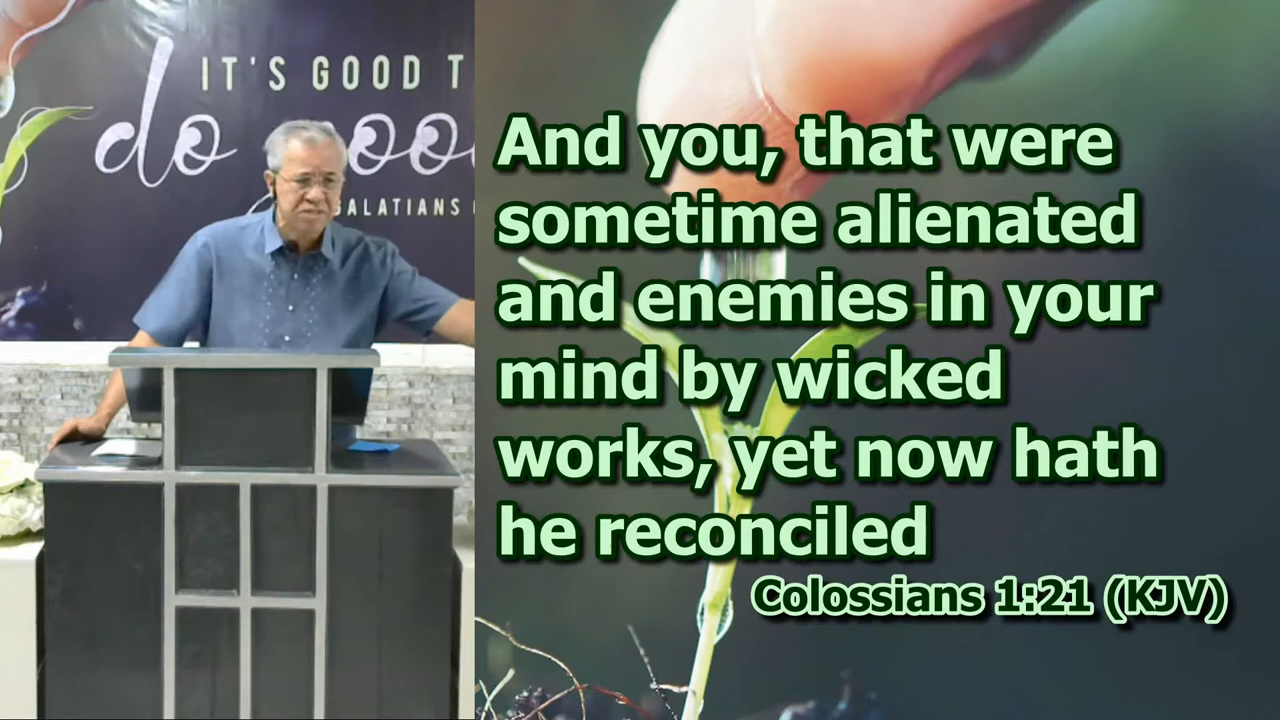 IT'S GOOD T
do goo
GALATIANS
And you, that were
sometime alienated
and enemies in your
mind by wicked
works, yet now hath
he reconciled
Colossians 1:21 (KJV)